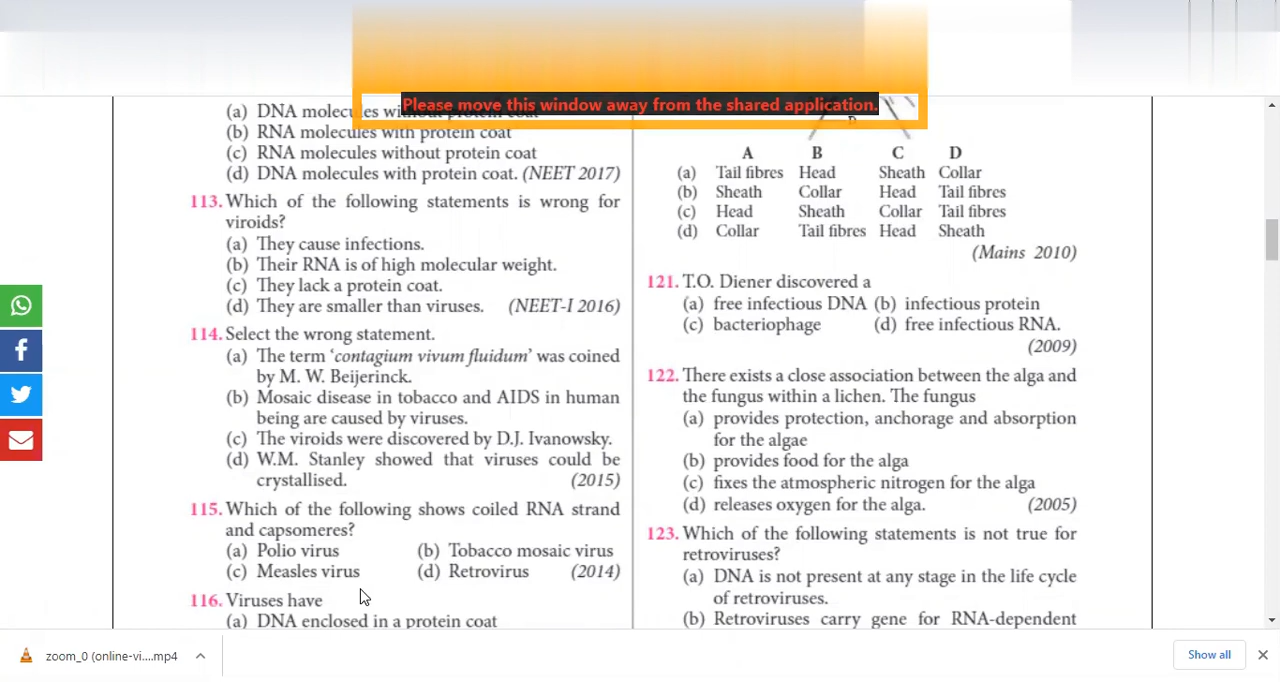 Please move this window away from the shared application.
(a) DNA molecules without protein coat
(b) RNA molecules with protein coat
(c) RNA molecules without protein coat
(d) DNA molecules with protein coat. (NEET 2017)
113. Which of the following statements is wrong for
viroids?
(a) They cause infections.
(b) Their RNA is of high molecular weight.
(c) They lack a protein coat.
(d) They are smaller than viruses. (NEET-I 2016)
114. Select the wrong statement.
(a) The term 'contagium vivum fluidum' was coined
by M. W. Beijerinck.
(b) Mosaic disease in tobacco and AIDS in human
being are caused by viruses.
(c) The viroids were discovered by D.J. Ivanowsky.
(d) W.M. Stanley showed that viruses could be
crystallised. (2015)
115. Which of the following shows coiled RNA strand
and capsomeres?
(a) Polio virus (b) Tobacco mosaic virus
(c) Measles virus (d) Retrovirus (2014)
116. Viruses have
(a) DNA enclosed in a protein coat
D
A B C D
(a) Tail fibres Head Sheath Collar
(b) Sheath Collar Head Tail fibres
(c) Head Sheath Collar Tail fibres
(d) Collar Tail fibres Head Sheath
(Mains 2010)
121. T.O. Diener discovered a
(a) free infectious DNA (b) infectious protein
(c) bacteriophage (d) free infectious RNA.
(2009)
122. There exists a close association between the alga and
the fungus within a lichen. The fungus
(a) provides protection, anchorage and absorption
for the algae
(b) provides food for the alga
(c) fixes the atmospheric nitrogen for the alga
(d) releases oxygen for the alga. (2005)
123. Which of the following statements is not true for
retroviruses?
(a) DNA is not present at any stage in the life cycle
of retroviruses.
(b) Retroviruses carry gene for RNA-dependent
zoom_0 (online-vi....mp4
Show all